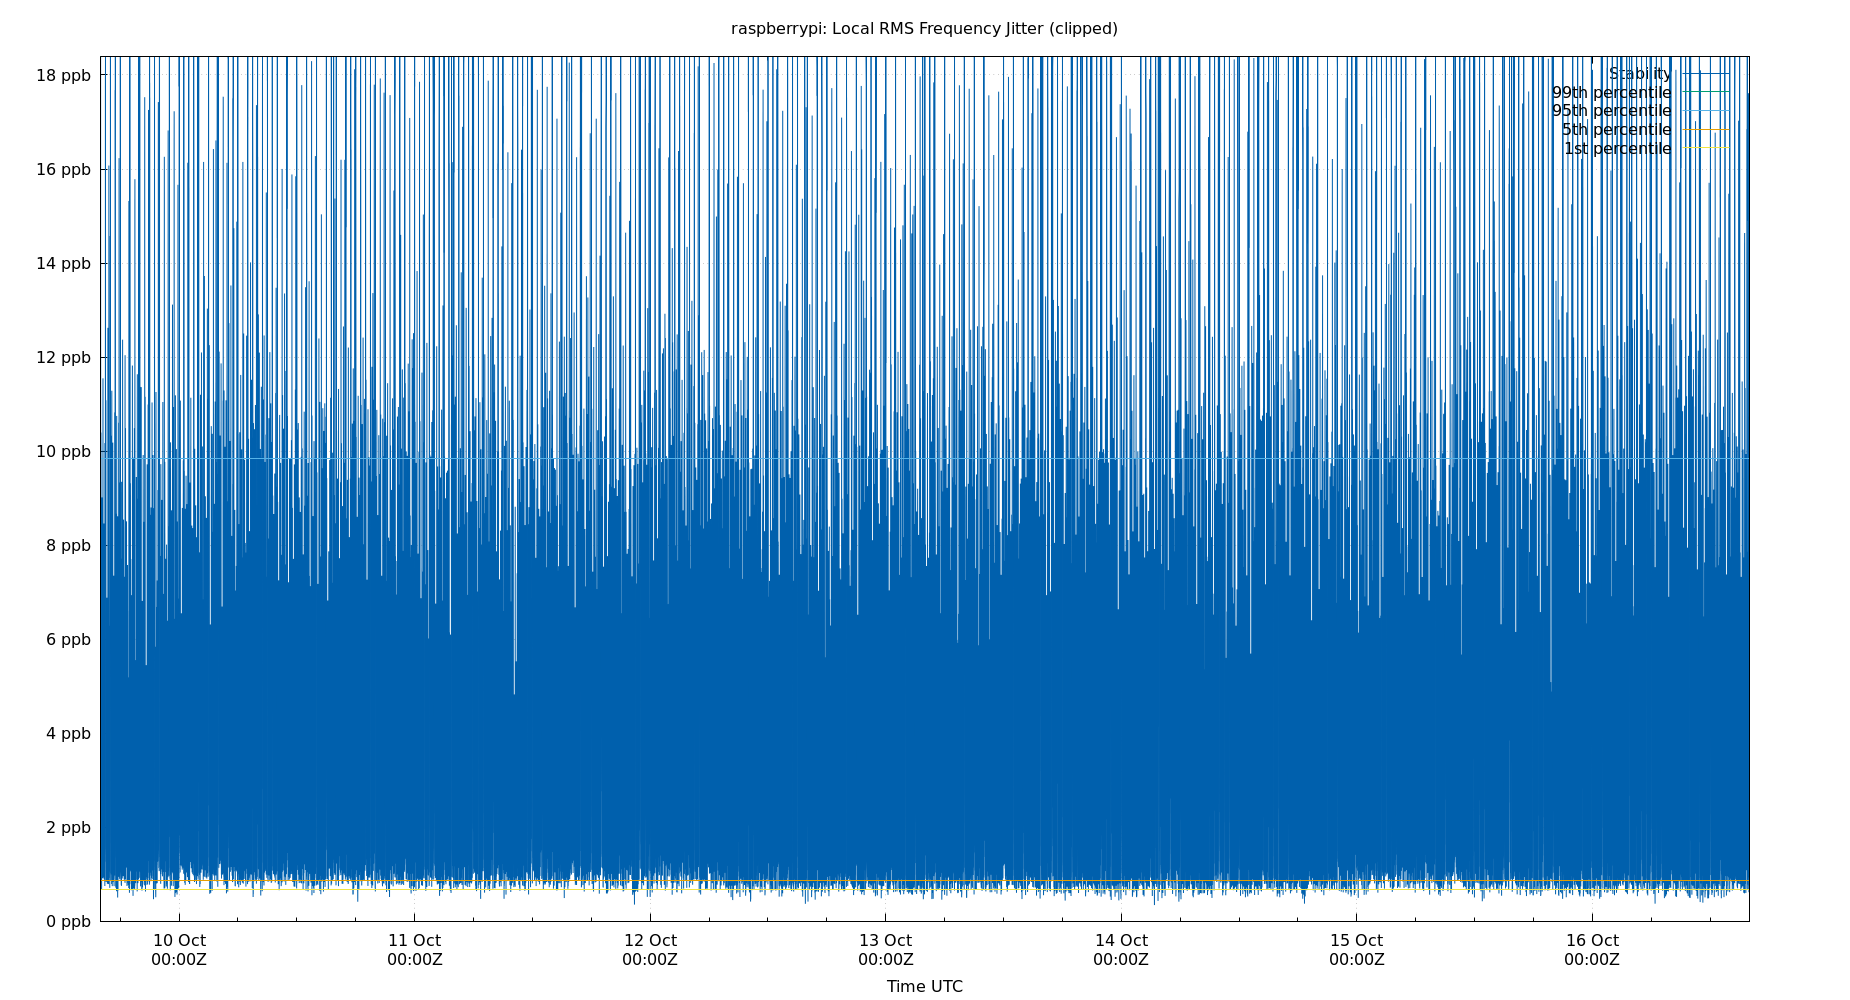 raspberrypi: Local RMS Frequency Jitter (clipped)
18 ppb
16 ppb
14 ppb
12 ppb
10 ppb
8 ppb
6 ppb
4 ppb
2 ppb
0 ppb
Stability
99th percentile
95th percentile
5th percentile
1st percentile
10 Oct 11 Oct 12 Oct 13 Oct 14 Oct 15 Oct 16 Oct
00:00Z 00:00Z 00:00Z 00:00Z 00:00Z 00:00Z 00:00Z
Time UTC